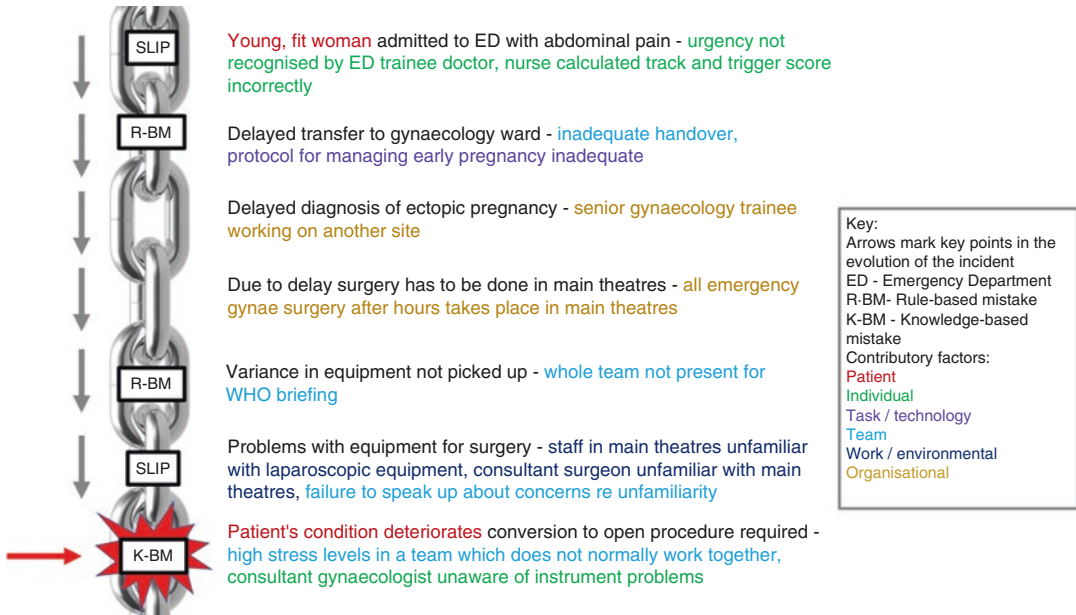 SLIP
Young, fit woman admitted to ED with abdominal pain - urgency not
recognised by ED trainee doctor, nurse calculated track and trigger score
incorrectly
R-BM
Delayed transfer to gynaecology ward - inadequate handover,
protocol for managing early pregnancy inadequate
Delayed diagnosis of ectopic pregnancy - senior gynaecology trainee
working on another site
Due to delay surgery has to be done in main theatres - all emergency
gynae surgery after hours takes place in main theatres
R-BM
Variance in equipment not picked up - whole team not present for
WHO briefing
SLIP
Problems with equipment for surgery - staff in main theatres unfamiliar
with laparoscopic equipment, consultant surgeon unfamiliar with main
theatres, failure to speak up about concerns re unfamiliarity
K-BM
Patient's condition deteriorates conversion to open procedure required -
high stress levels in a team which does not normally work together,
consultant gynaecologist unaware of instrument problems
Key:
Arrows mark key points in the
evolution of the incident
ED - Emergency Department
R·BM- Rule-based mistake
K-BM - Knowledge-based
mistake
Contributory factors:
Patient
Individual
Task / technology
Team
Work / environmental
Organisational